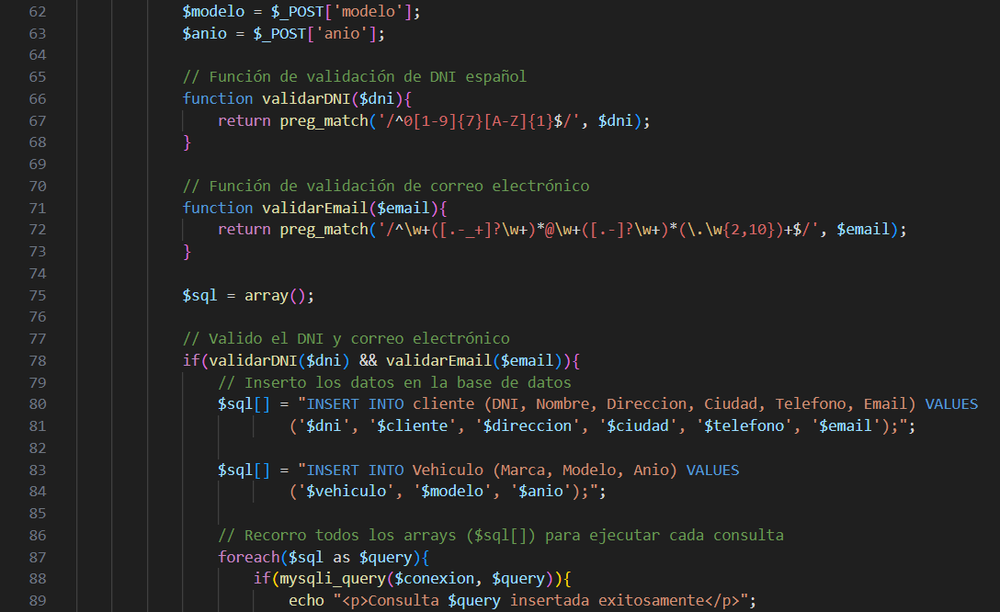 62 $modelo = $_POST['modelo'];
63 $anio = $_POST['anio'];
64
65 // Función de validación de DNI español
66 function validarDNI($dni){
67 return preg_match('/^0[1-9]{7}[A-Z]{1}$/', $dni);
68 }
69
70 // Función de validación de correo electrónico
71 function validarEmail($email){
72 return preg_match('/^\w+([.-_+]?\w+)*@\w+([.-]?\w+)*(\.\w{2,10})+$/', $email);
73 }
74
75 $sql = array();
76
77 // Valido el DNI y correo electrónico
78 if(validarDNI($dni) && validarEmail($email)){
79 // Inserto los datos en la base de datos
80 $sql[] = "INSERT INTO cliente (DNI, Nombre, Direccion, Ciudad, Telefono, Email) VALUES
81 ('$dni', '$cliente', '$direccion', '$ciudad', '$telefono', '$email');";
82
83 $sql[] = "INSERT INTO Vehiculo (Marca, Modelo, Anio) VALUES
84 ('$vehiculo', '$modelo', '$anio');";
85
86 // Recorro todos los arrays ($sql[]) para ejecutar cada consulta
87 foreach($sql as $query){
88 if(mysqli_query($conexion, $query)){
89 echo "<p>Consulta $query insertada exitosamente</p>";